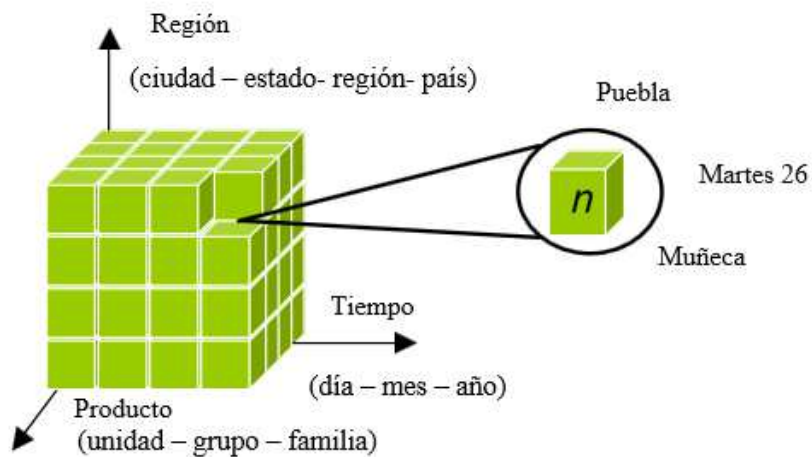 Región
(ciudad – estado- región- país)
Puebla
Martes 26
n
Muñeca
Tiempo
(día – mes – año)
Producto
(unidad – grupo – familia)